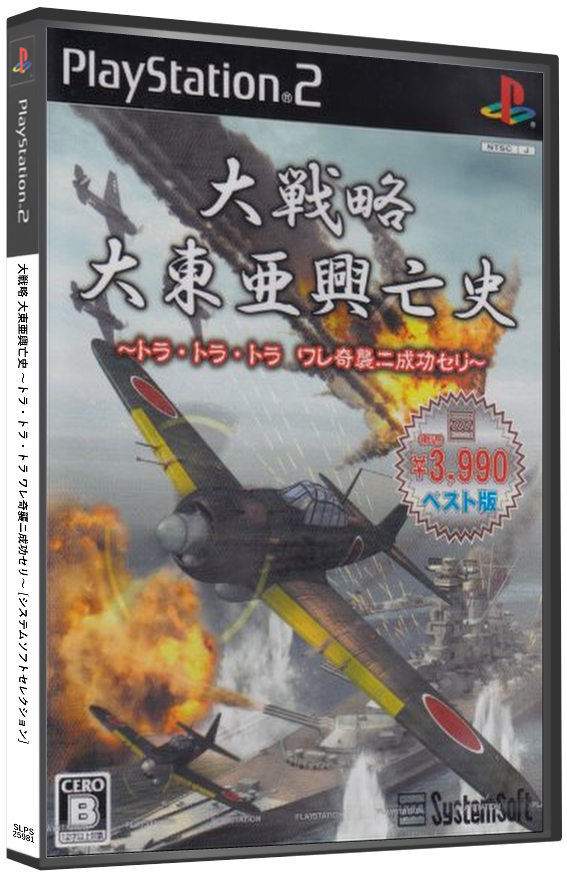 PlayStation®2
NTSC J
大戦略
大東亜興亡史
～トラ・トラ・トラ ワレ奇襲ニ成功セリ～
¥3,990
ベスト版
CERO
B
SystemSoft
PlayStation®2
大戦略 大東亜興亡史 ～トラ・トラ・トラ ワレ奇襲ニ成功セリ～ [システムソフトセレクション]
SLPS
25981